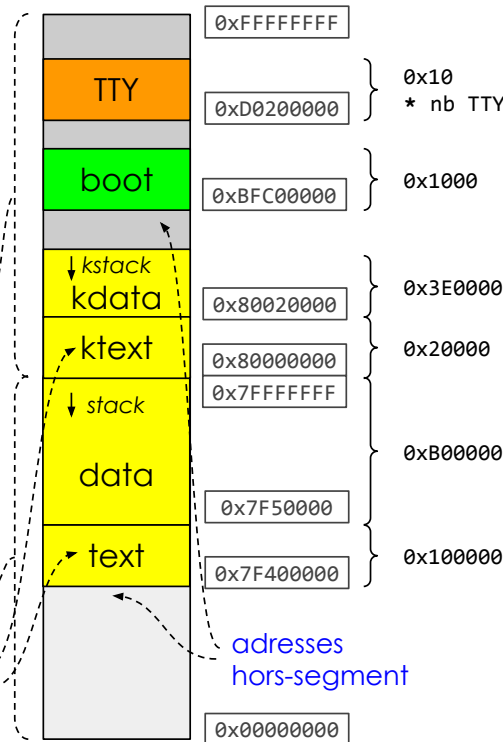 0xFFFFFFFF
TTY
0xD0200000
0x10
* nb TTY
boot
0xBFC00000
0x1000
↓ kstack
kdata
0x80020000
0x3E0000
ktext
0x80000000
0x20000
0x7FFFFFFF
↓ stack
data
0xB00000
0x7F50000
text
0x7F400000
0x100000
adresses
hors-segment
0x00000000